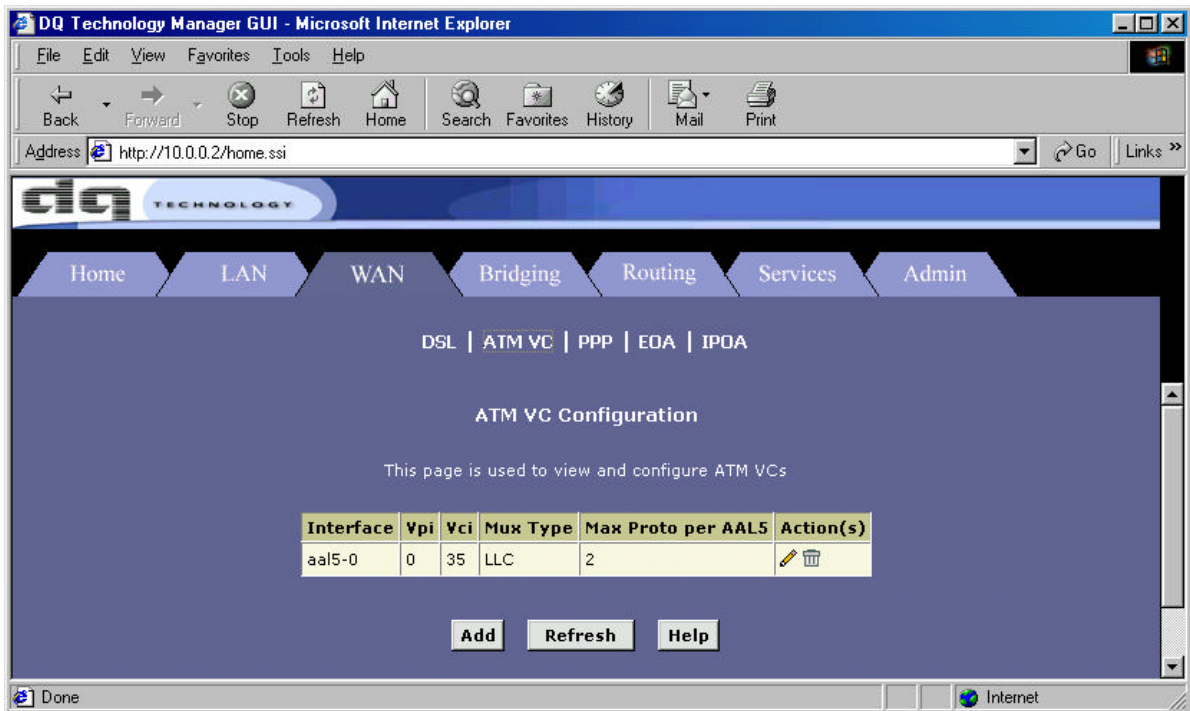 DQ Technology Manager GUI - Microsoft Internet Explorer
File Edit View Favorites Tools Help
Back Forward Stop Refresh Home Search Favorites History Mail Print
Address http://10.0.0.2/home.ssi Go Links »
dq TECHNOLOGY
Home LAN WAN Bridging Routing Services Admin
DSL | ATM VC | PPP | EOA | IPOA
ATM VC Configuration
This page is used to view and configure ATM VCs
Interface Vpi Vci Mux Type Max Proto per AAL5 Action(s)
aal5-0 0 35 LLC 2
Add Refresh Help
Done Internet